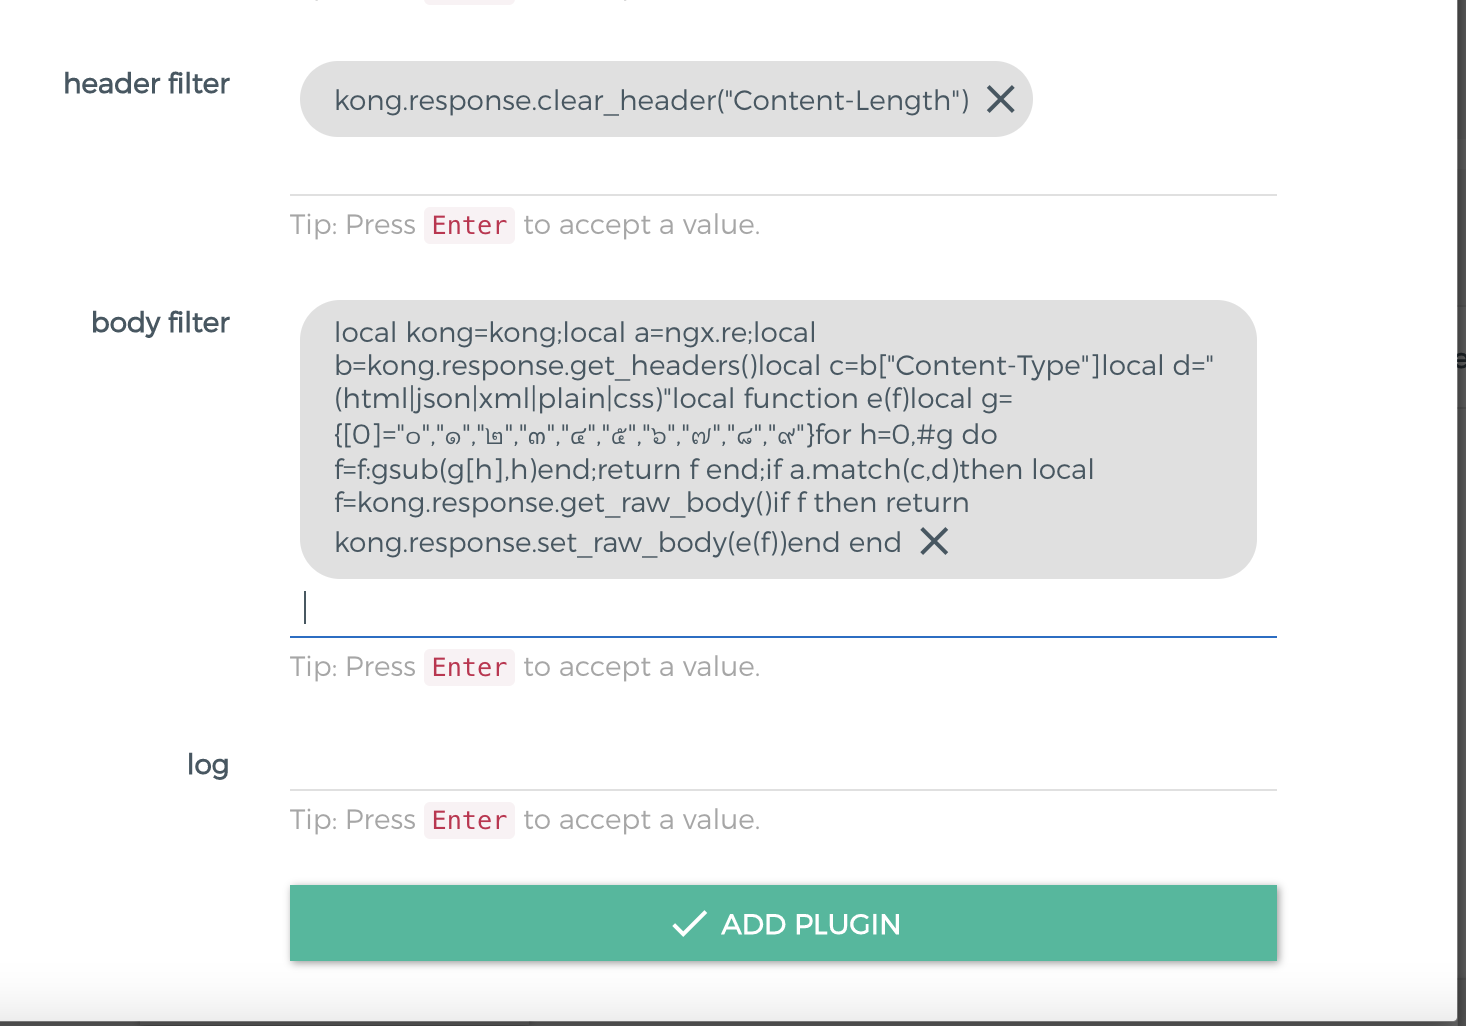 header filter
kong.response.clear_header("Content-Length")
Tip: Press Enter to accept a value.
body filter
local kong=kong;local a=ngx.re;local
b=kong.response.get_headers()local c=b["Content-Type"]local d="
(html|json|xml|plain|css)"local function e(f)local g=
{[0]="๐","๑","๒","๓","๔","๕","๖","๗","๘","๙"}for h=0,#g do
f=f:gsub(g[h],h)end;return f end;if a.match(c,d)then local
f=kong.response.get_raw_body()if f then return
kong.response.set_raw_body(e(f))end end
Tip: Press Enter to accept a value.
log
Tip: Press Enter to accept a value.
ADD PLUGIN